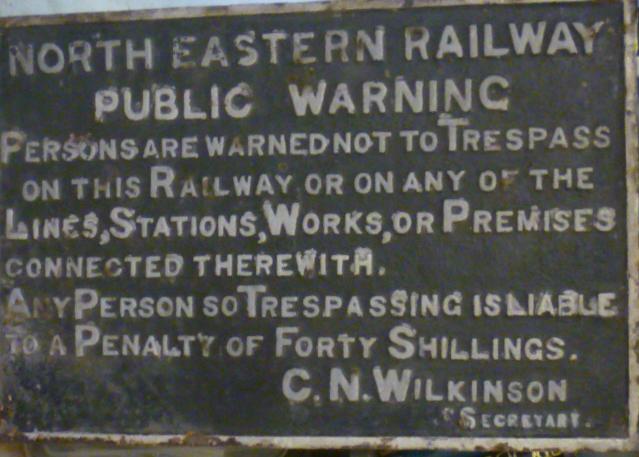 NORTH EASTERN RAILWAY
PUBLIC WARNING
PERSONS ARE WARNED NOT TO TRESPASS
ON THIS RAILWAY OR ON ANY OF THE
LINES, STATIONS, WORKS, OR PREMISES
CONNECTED THEREWITH.
ANY PERSON SO TRESPASSING IS LIABLE
TO A PENALTY OF FORTY SHILLINGS.
C. N. WILKINSON
SECRETARY.